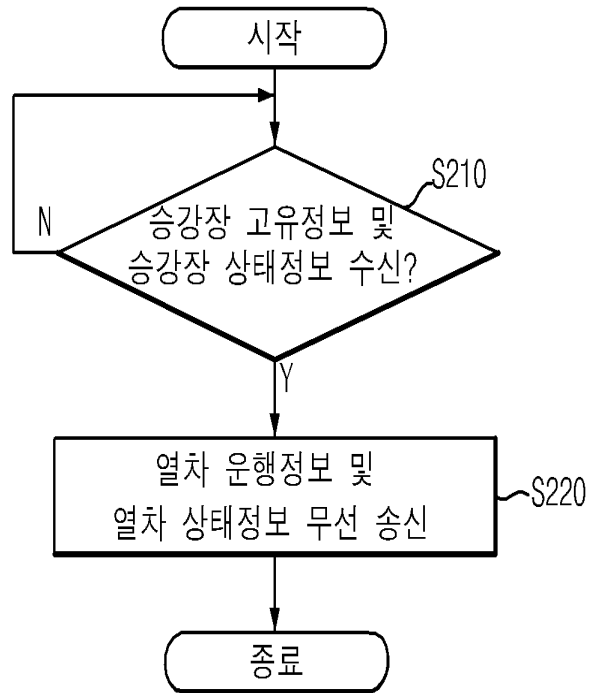 시작
S210
승강장 고유정보 및
N
승강장 상태정보 수신?
Y
열차 운행정보 및
S220
열차 상태정보 무선 송신
종료